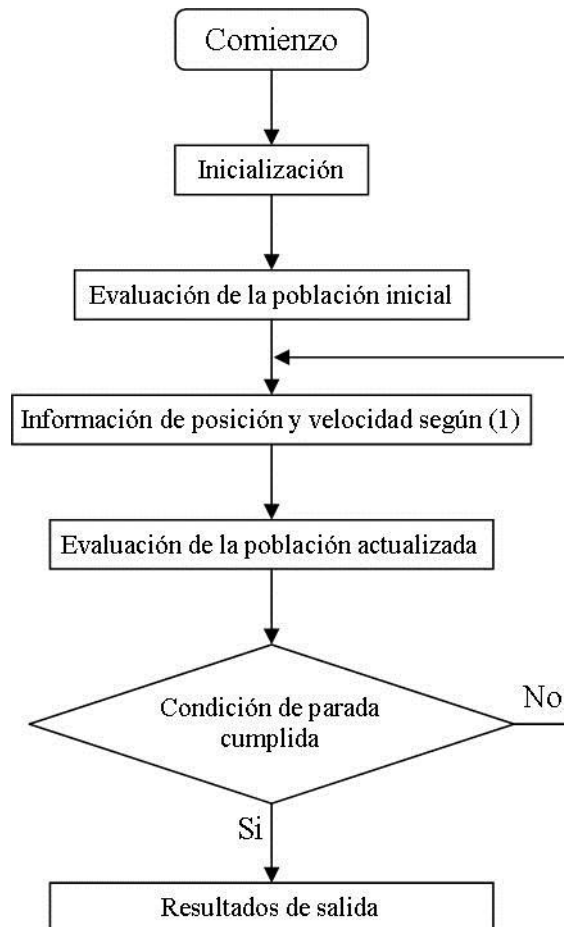 Comienzo
Inicialización
Evaluación de la población inicial
Información de posición y velocidad según (1)
Evaluación de la población actualizada
Condición de parada
cumplida
No
Si
Resultados de salida